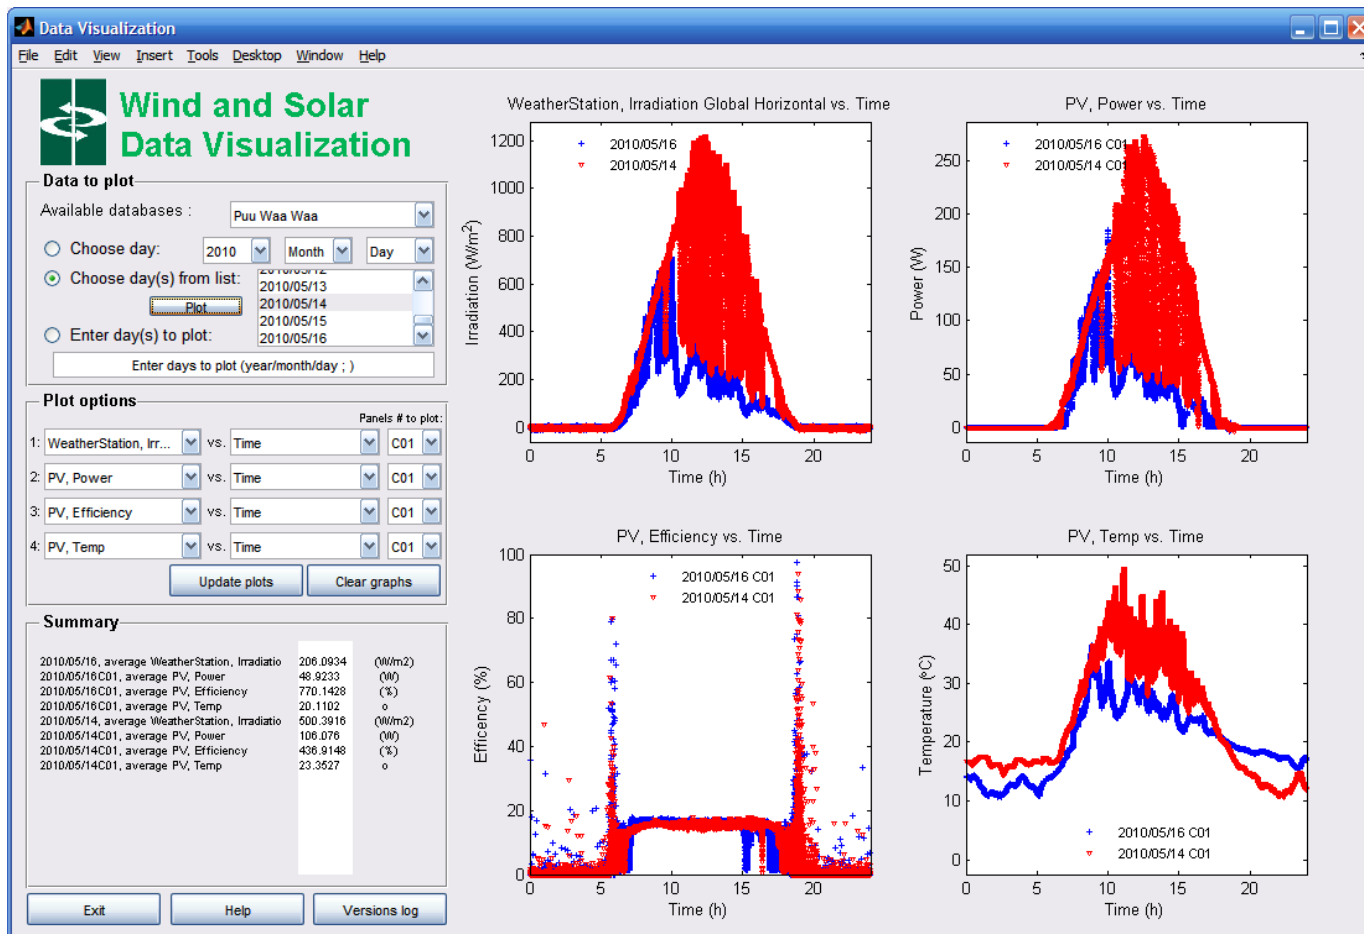 Data Visualization
File Edit View Insert Tools Desktop Window Help
Wind and Solar
Data Visualization
Data to plot
Available databases :
Puu Waa Waa
Choose day:
2010
Month
Day
Choose day(s) from list:
2010/05/12
2010/05/13
2010/05/14
2010/05/15
2010/05/16
Plot
Enter day(s) to plot:
Enter days to plot (year/month/day ; )
Plot options
Panels # to plot:
1: WeatherStation, Irr... vs. Time C01
2: PV, Power vs. Time C01
3: PV, Efficiency vs. Time C01
4: PV, Temp vs. Time C01
Update plots
Clear graphs
Summary
2010/05/16, average WeatherStation, Irradiatio 206.0934 (W/m2)
2010/05/16C01, average PV, Power 48.9233 (W)
2010/05/16C01, average PV, Efficiency 770.1428 (%)
2010/05/16C01, average PV, Temp 20.1102 o
2010/05/14, average WeatherStation, Irradiatio 500.3916 (W/m2)
2010/05/14C01, average PV, Power 106.076 (W)
2010/05/14C01, average PV, Efficiency 436.9148 (%)
2010/05/14C01, average PV, Temp 23.3527 o
Exit
Help
Versions log
WeatherStation, Irradiation Global Horizontal vs. Time
2010/05/16
2010/05/14
Irradiation (W/m²)
1200
1000
800
600
400
200
0
0 5 10 15 20
Time (h)
PV, Power vs. Time
2010/05/16 C01
2010/05/14 C01
Power (W)
250
200
150
100
50
0
0 5 10 15 20
Time (h)
PV, Efficiency vs. Time
2010/05/16 C01
2010/05/14 C01
Efficency (%)
100
80
60
40
20
0
0 5 10 15 20
Time (h)
PV, Temp vs. Time
Temperature (ºC)
50
40
30
20
10
0
2010/05/16 C01
2010/05/14 C01
0 5 10 15 20
Time (h)